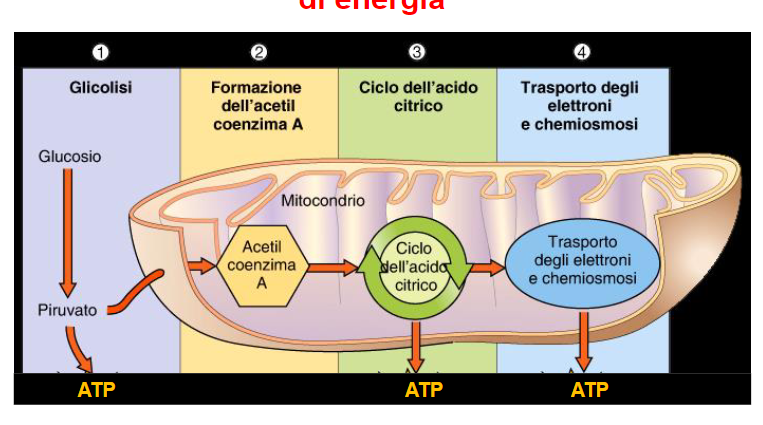 di energia
1
2
3
4
Glicolisi
Formazione
dell'acetil
coenzima A
Ciclo dell'acido
citrico
Trasporto degli
elettroni
e chemiosmosi
Glucosio
Mitocondrio
Acetil
coenzima
A
Ciclo
dell'acido
citrico
Trasporto
degli elettroni
e chemiosmosi
Piruvato
ATP
ATP
ATP